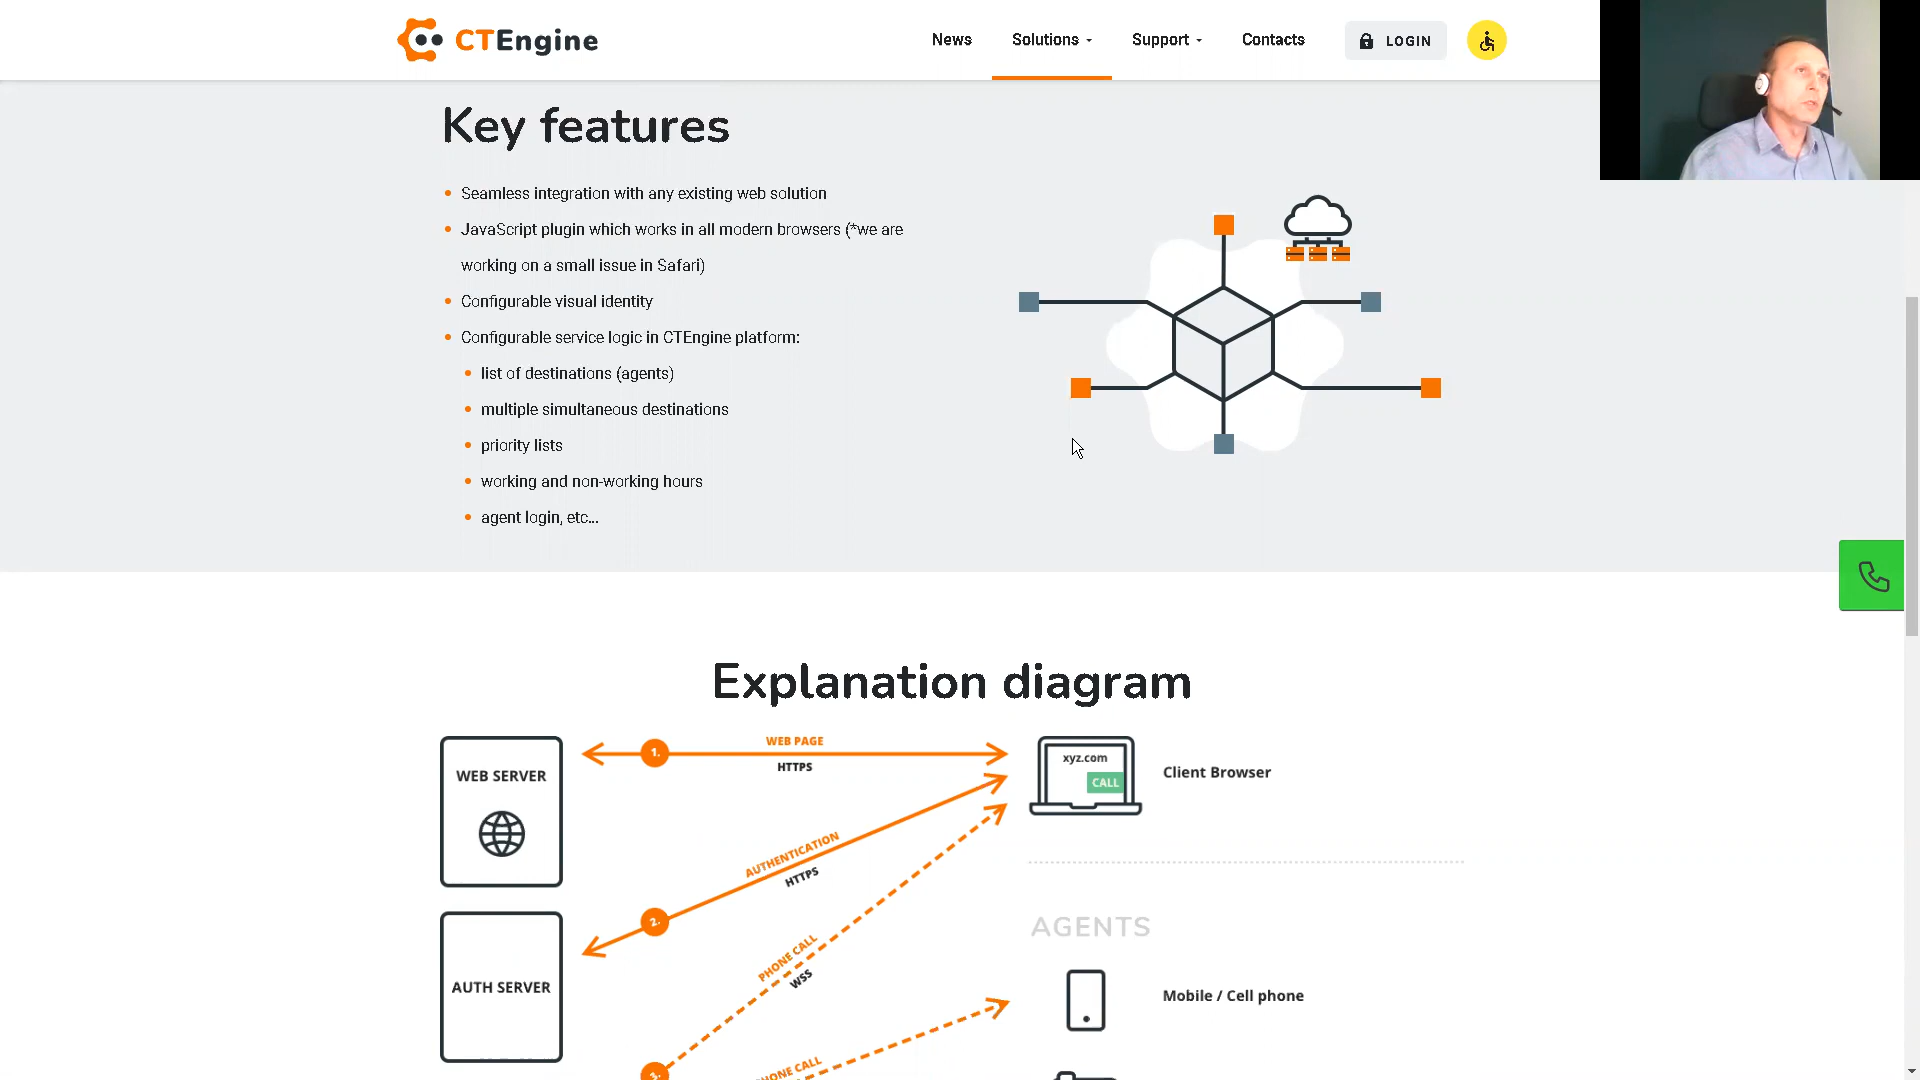 CTEngine
News
Solutions
Support
Contacts
LOGIN
Key features
Seamless integration with any existing web solution
JavaScript plugin which works in all modern browsers (*we are
working on a small issue in Safari)
Configurable visual identity
Configurable service logic in CTEngine platform:
list of destinations (agents)
multiple simultaneous destinations
priority lists
working and non-working hours
agent login, etc...
Explanation diagram
1.
WEB PAGE
HTTPS
WEB SERVER
xyz.com
CALL
Client Browser
AUTHENTICATION
HTTPS
2.
AGENTS
PHONE CALL
WSS
AUTH SERVER
Mobile / Cell phone
3.
PHONE CALL